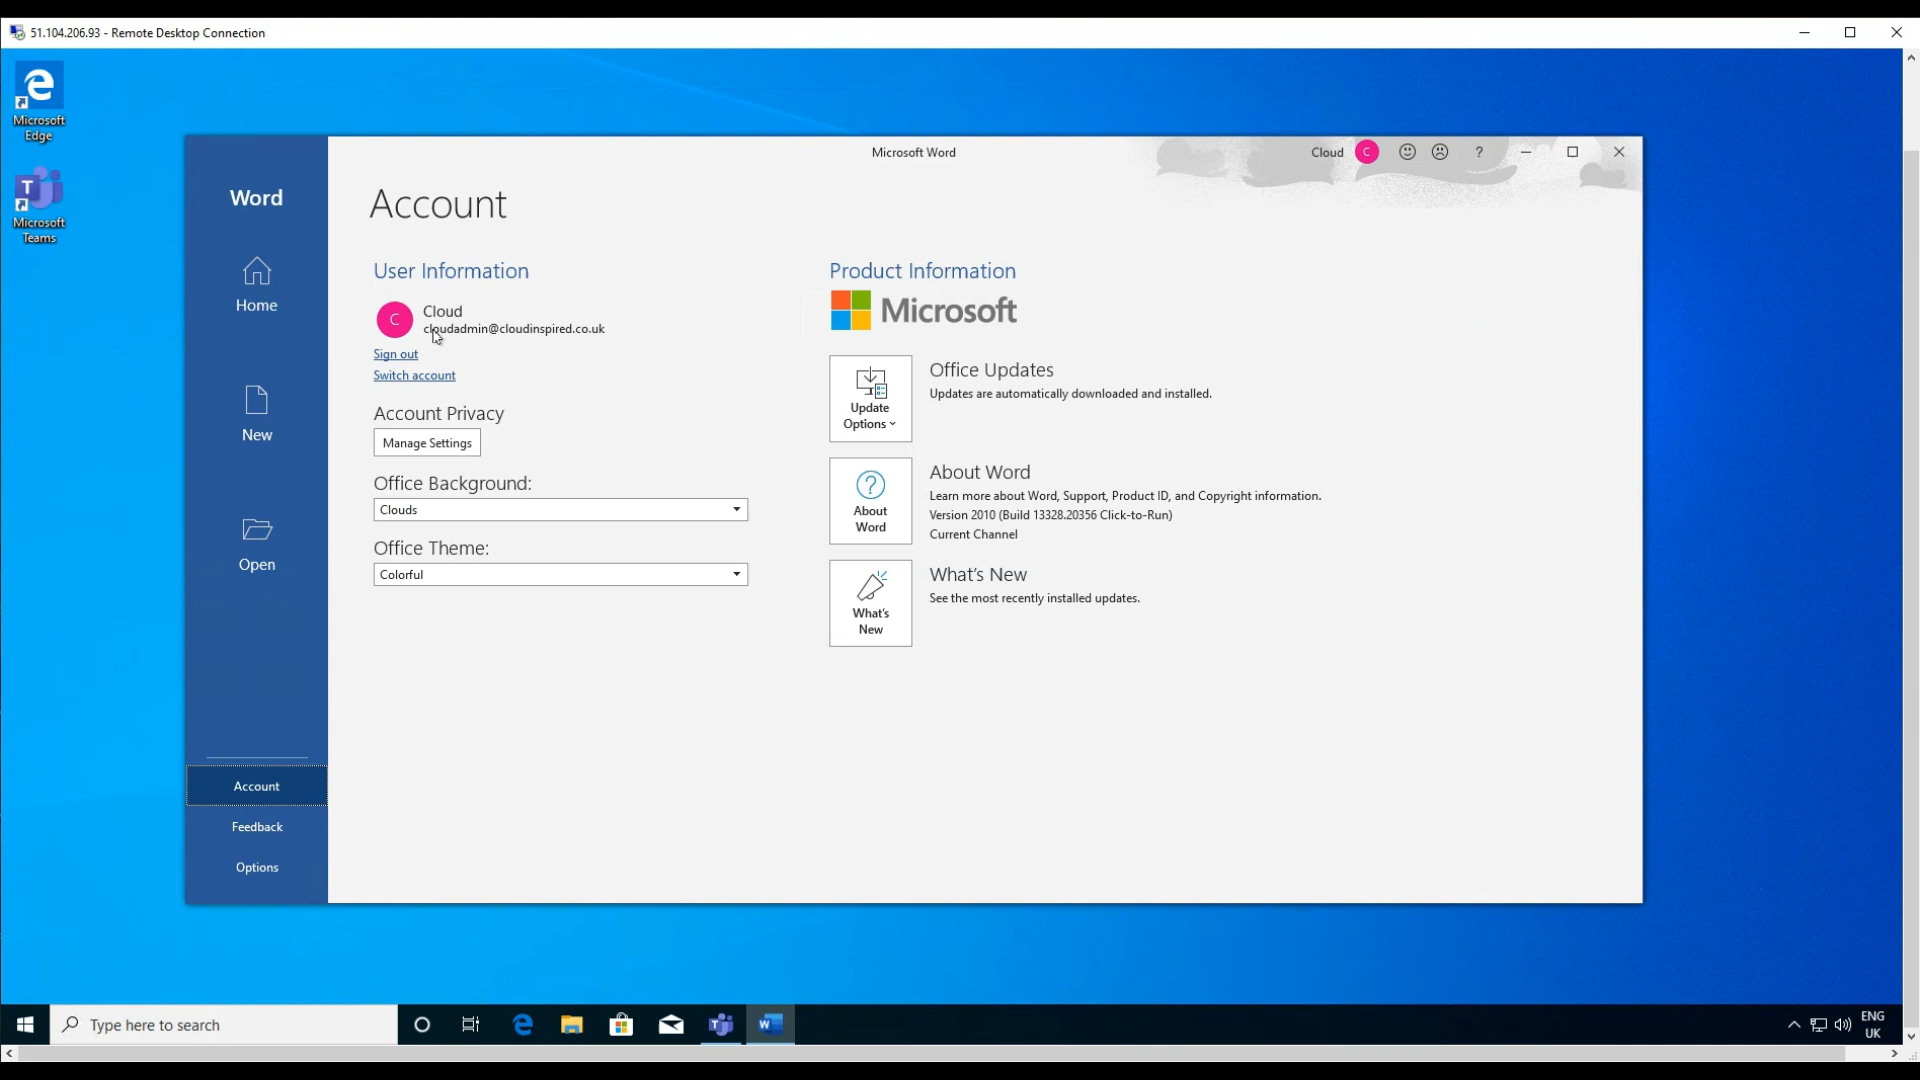 51.104.206.93 - Remote Desktop Connection
Microsoft
Edge
Microsoft
Teams
Microsoft Word
Cloud
C
?
Word
Home
New
Open
Account
Feedback
Options
Account
User Information
C
Cloud
cloudadmin@cloudinspired.co.uk
Sign out
Switch account
Account Privacy
Manage Settings
Office Background:
Clouds
Office Theme:
Colorful
Product Information
Microsoft
Update
Options
Office Updates
Updates are automatically downloaded and installed.
About
Word
About Word
Learn more about Word, Support, Product ID, and Copyright information.
Version 2010 (Build 13328.20356 Click-to-Run)
Current Channel
What's
New
What's New
See the most recently installed updates.
Type here to search
ENG
UK